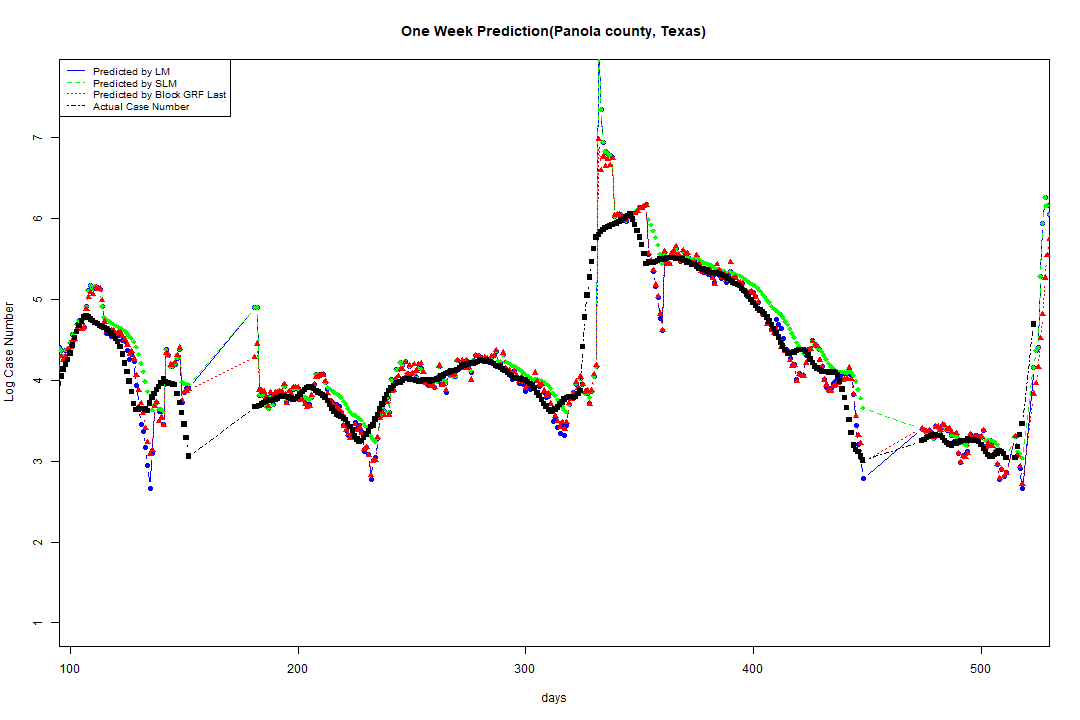 One Week Prediction(Panola county, Texas)
Predicted by LM
Predicted by SLM
Predicted by Block GRF Last
Actual Case Number
7
6
5
4
3
2
1
Log Case Number
100 200 300 400 500
days